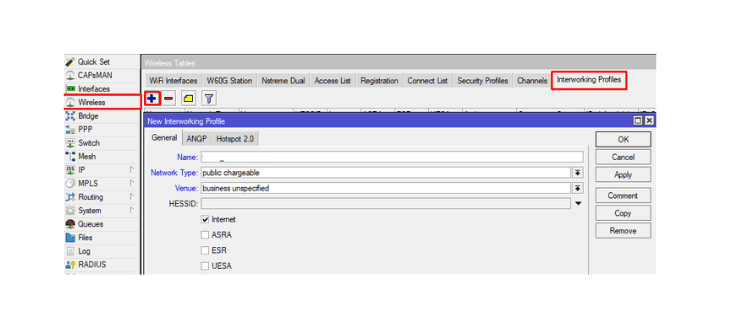 Quick Set
CAPsMAN
Interfaces
Wireless
Bridge
PPP
Switch
Mesh
IP
MPLS
Routing
System
Queues
Files
Log
RADIUS
Wireless Tables
WiFi Interfaces W60G Station Nstreme Dual Access List Registration Connect List Security Profiles Channels Interworking Profiles
New Interworking Profile
General ANQP Hotspot 2.0
Name:
Network Type: public chargeable
Venue: business unspecified
HESSID:
Internet
ASRA
ESR
UESA
OK
Cancel
Apply
Comment
Copy
Remove